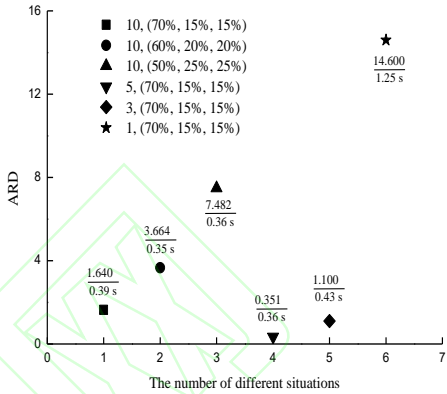 16
12
8
4
0
ARD
10, (70%, 15%, 15%)
10, (60%, 20%, 20%)
10, (50%, 25%, 25%)
5, (70%, 15%, 15%)
3, (70%, 15%, 15%)
1, (70%, 15%, 15%)
14.600
1.25 s
7.482
0.36 s
3.664
0.35 s
1.640
0.39 s
0.351
0.36 s
1.100
0.43 s
0 1 2 3 4 5 6 7
The number of different situations